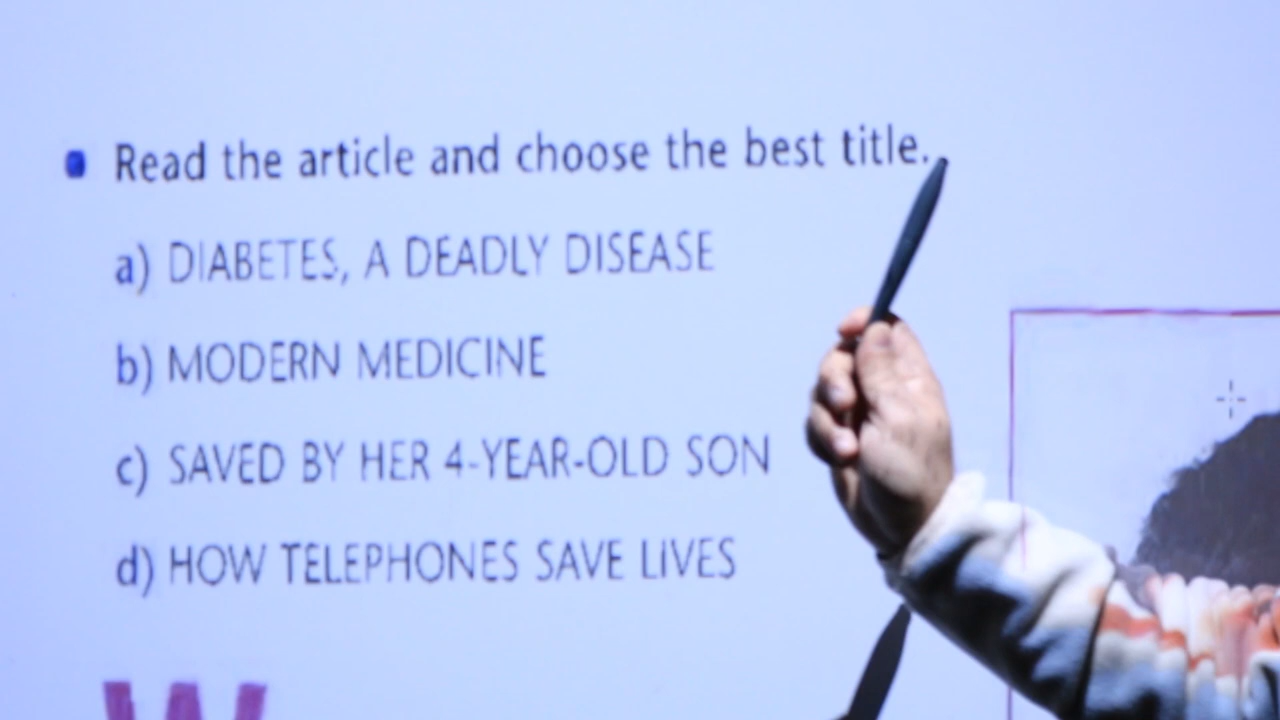 Read the article and choose the best title.
a) DIABETES, A DEADLY DISEASE
b) MODERN MEDICINE
c) SAVED BY HER 4-YEAR-OLD SON
d) HOW TELEPHONES SAVE LIVES
W